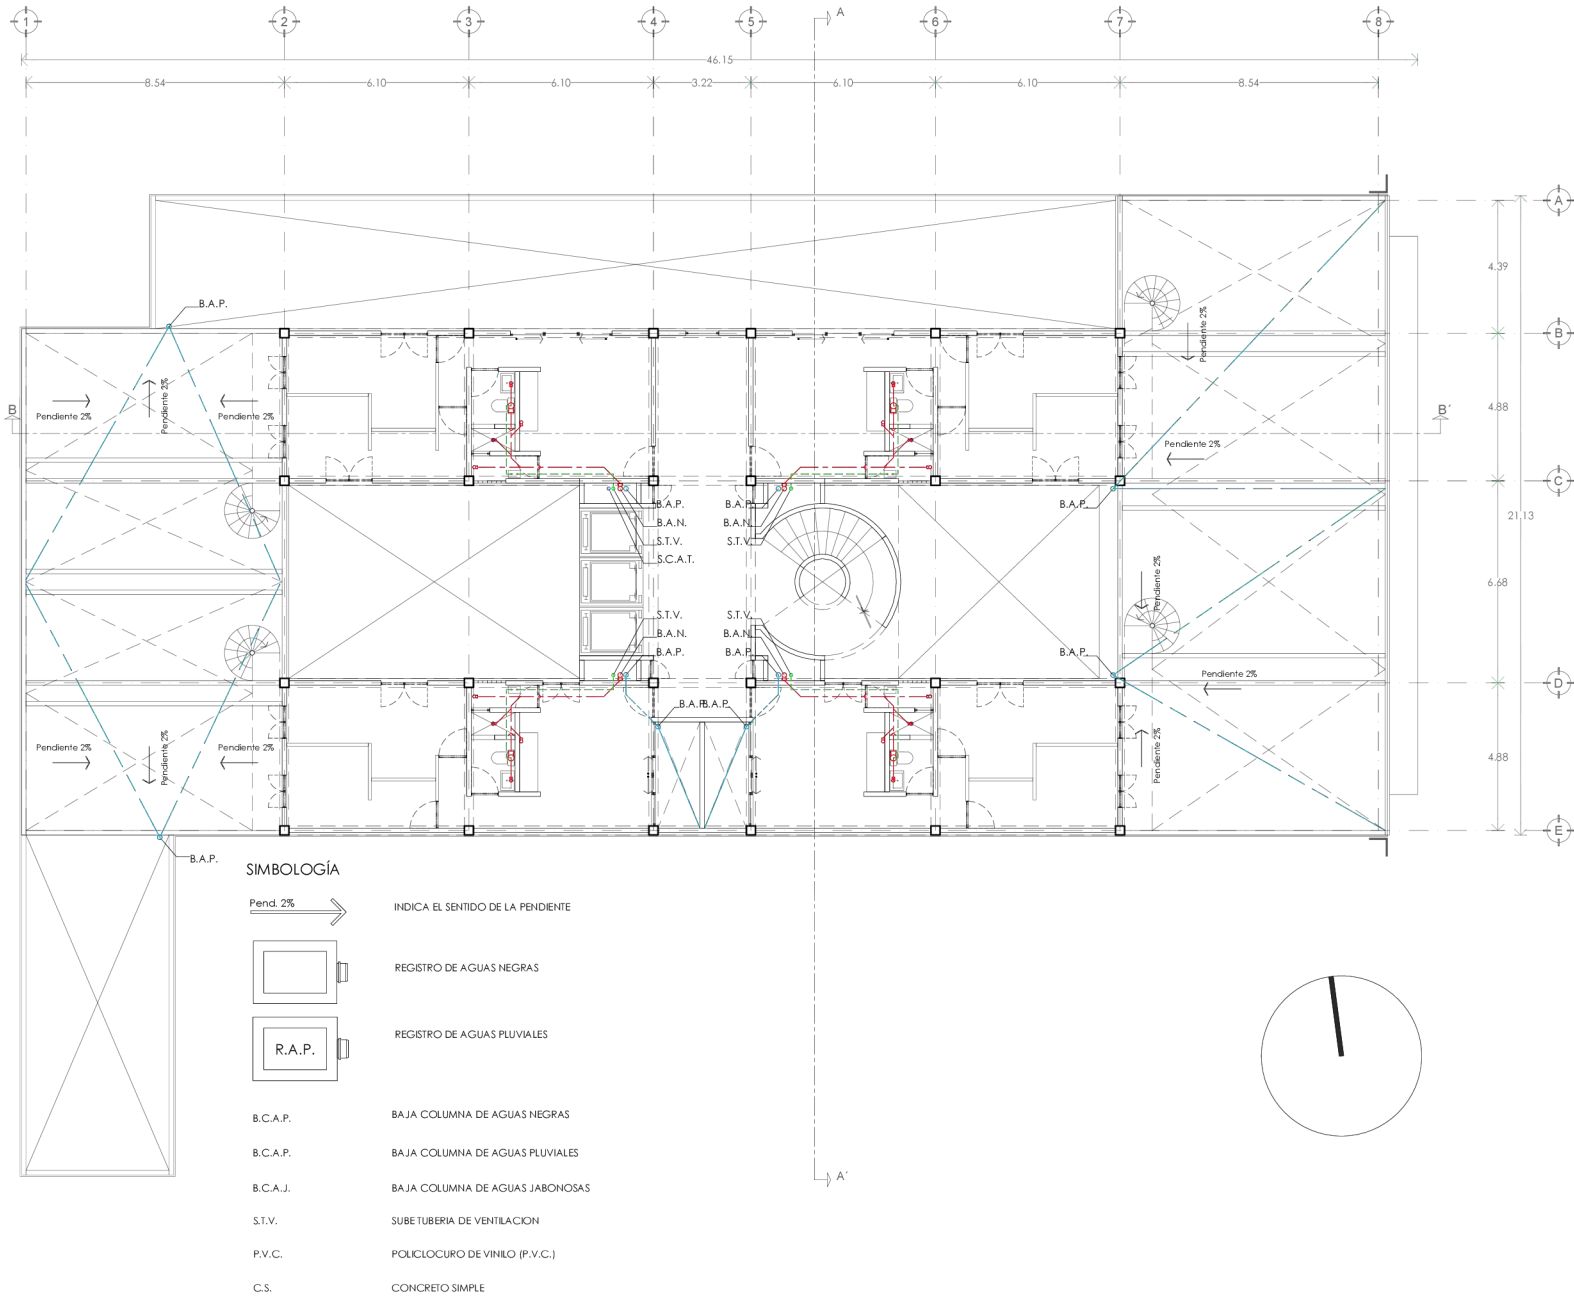 1 2 3 4 5 6 7 8
A
46.15
8.54 6.10 6.10 3.22 6.10 6.10 8.54
A
4.39
B.A.P.
Pendiente 2%
B
4.88
B B´
Pendiente 2% Pendiente 2% Pendiente 2%
Pendiente 2%
C
B.A.P. B.A.P. B.A.P.
B.A.N. B.A.N.
21.13
S.T.V. S.T.V.
S.C.A.T.
Pendiente 2%
6.68
S.T.V. S.T.V.
B.A.N. B.A.N.
B.A.P. B.A.P. B.A.P.
Pendiente 2%
D
B.A.P. B.A.P.
Pendiente 2% Pendiente 2% Pendiente 2% Pendiente 2%
4.88
E
B.A.P.
SIMBOLOGÍA
Pend. 2% INDICA EL SENTIDO DE LA PENDIENTE
REGISTRO DE AGUAS NEGRAS
R.A.P. REGISTRO DE AGUAS PLUVIALES
B.C.A.P. BAJA COLUMNA DE AGUAS NEGRAS
B.C.A.P. BAJA COLUMNA DE AGUAS PLUVIALES
A´
B.C.A.J. BAJA COLUMNA DE AGUAS JABONOSAS
S.T.V. SUBE TUBERIA DE VENTILACION
P.V.C. POLICLOCURO DE VINILO (P.V.C.)
C.S. CONCRETO SIMPLE